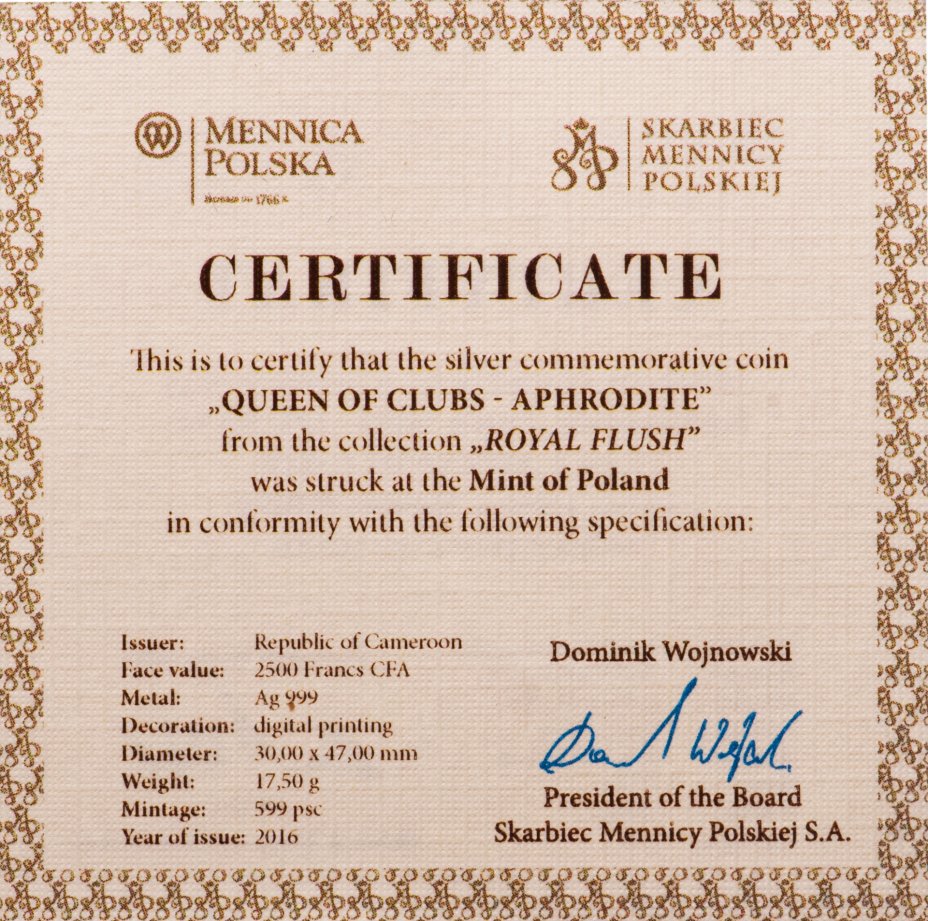 MENNICA
POLSKA
1766
SKARBIEC
MENNICY
POLSKIEJ
CERTIFICATE
This is to certify that the silver commemorative coin
„QUEEN OF CLUBS - APHRODITE”
from the collection „ROYAL FLUSH”
was struck at the Mint of Poland
in conformity with the following specification:
Issuer: Republic of Cameroon
Face value: 2500 Francs CFA
Metal: Ag 999
Decoration: digital printing
Diameter: 30,00 x 47,00 mm
Weight: 17,50 g
Mintage: 599 psc
Year of issue: 2016
Dominik Wojnowski
President of the Board
Skarbiec Mennicy Polskiej S.A.